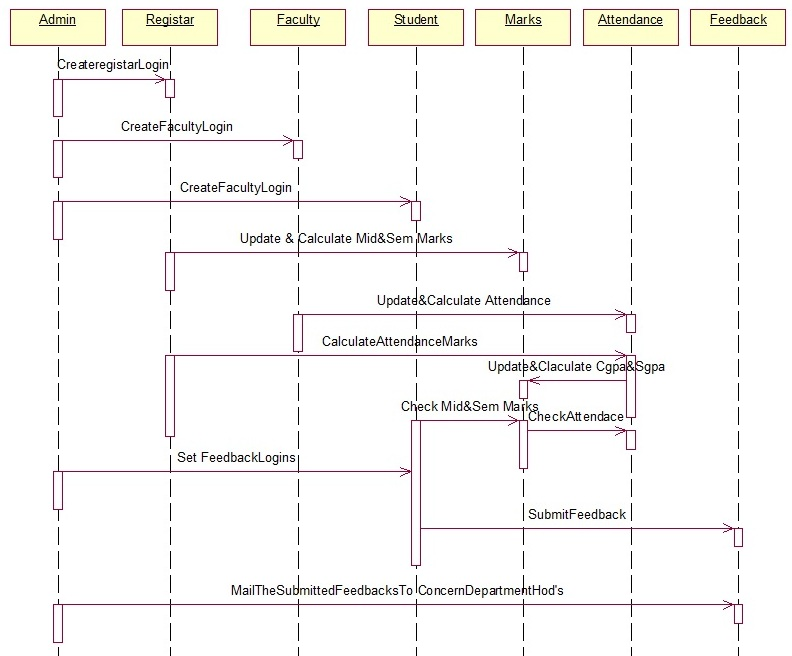 Admin
Registar
Faculty
Student
Marks
Attendance
Feedback
CreateregistarLogin
CreateFacultyLogin
CreateFacultyLogin
Update & Calculate Mid&Sem Marks
Update&Calculate Attendance
CalculateAttendanceMarks
Update&Claculate Cgpa&Sgpa
Check Mid&Sem Marks
CheckAttendace
Set FeedbackLogins
SubmitFeedback
MailTheSubmittedFeedbacksTo ConcernDepartmentHod's